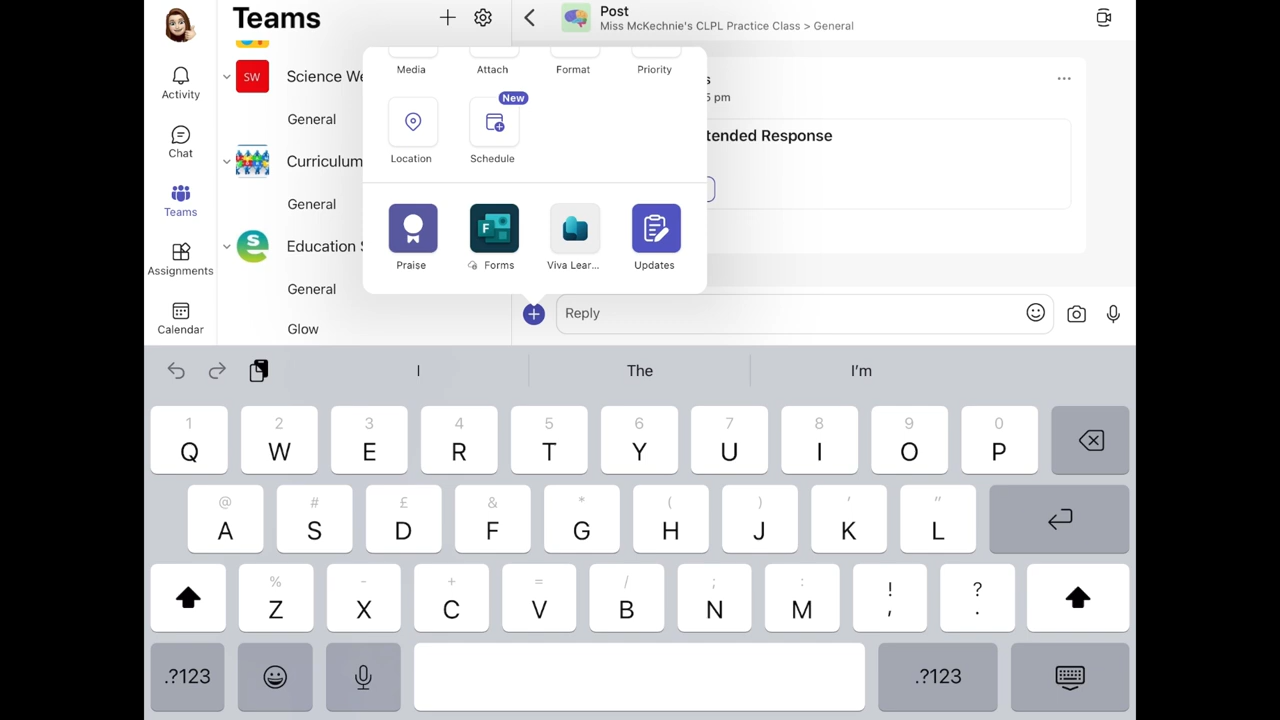 Teams
Post
Miss McKechnie's CLPL Practice Class > General
Activity
Chat
Teams
Assignments
Calendar
SW
Science We
General
Curriculum
General
Education S
General
Glow
Media
Attach
Format
Priority
New
Location
Schedule
Praise
F
Forms
Viva Lear...
Updates
s
5 pm
tended Response
Reply
I
The
I'm
1 2 3 4 5 6 7 8 9 0
Q W E R T Y U I O P
@ # £ & * ( ) ' "
A S D F G H J K L
% - + = / ; : ! ?
Z X C V B N M , .
.?123
.?123